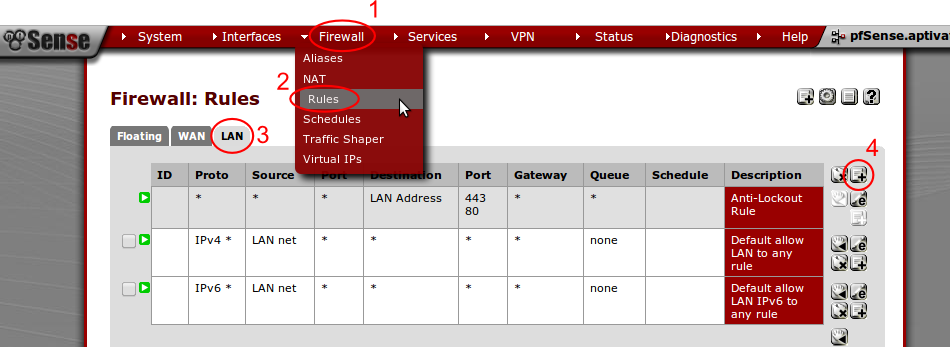 1
Sense
System
Interfaces
Firewall
Services
VPN
Status
Diagnostics
Help
pfSense.aptiva
Aliases
2
NAT
Rules
Schedules
Traffic Shaper
Virtual IPs
Firewall: Rules
Floating
WAN
LAN
3
4
ID Proto Source Port Destination Port Gateway Queue Schedule Description
* * * LAN Address 443 * * Anti-Lockout
80 Rule
IPv4 * LAN net * * * * none Default allow
LAN to any
rule
IPv6 * LAN net * * * * none Default allow
LAN IPv6 to
any rule